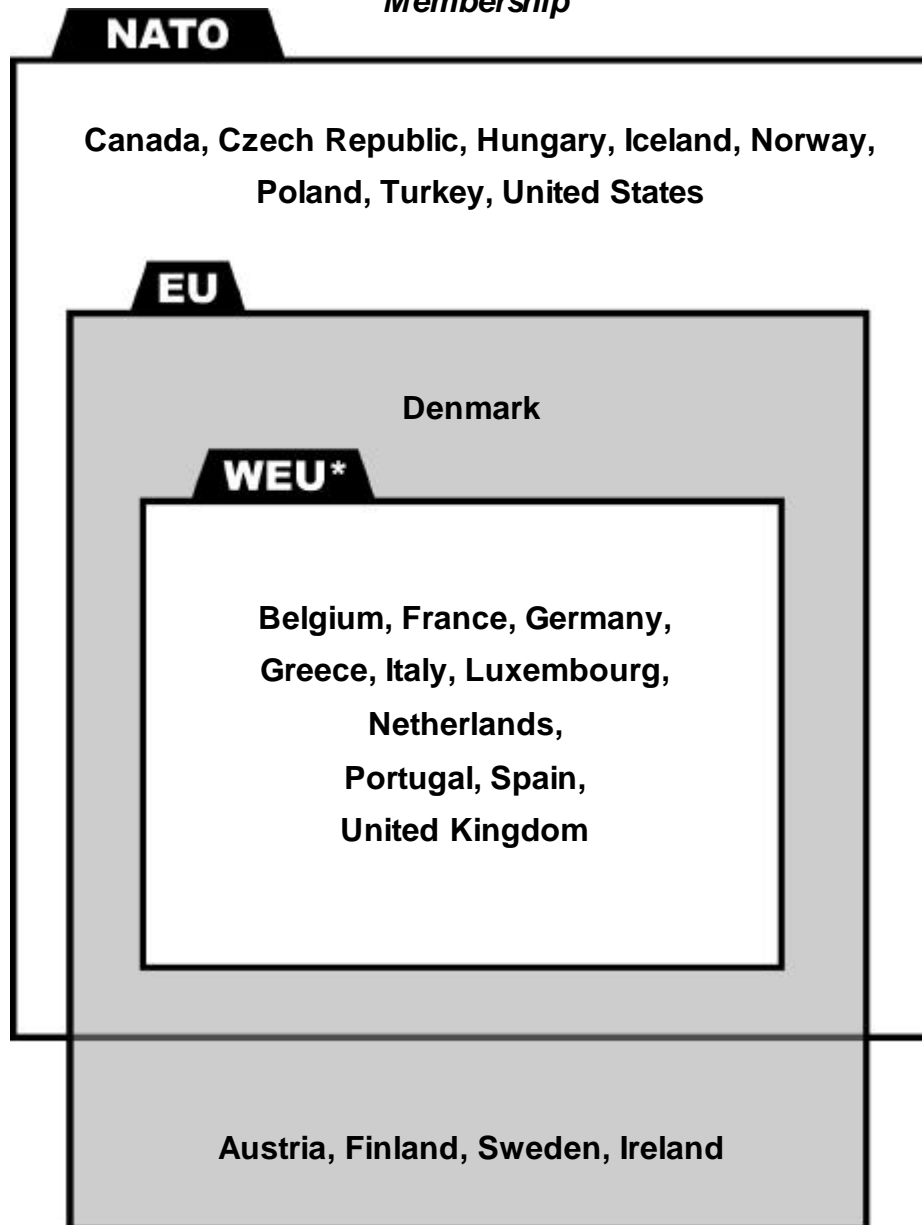 Membership
NATO
Canada, Czech Republic, Hungary, Iceland, Norway,
Poland, Turkey, United States
EU
Denmark
WEU*
Belgium, France, Germany,
Greece, Italy, Luxembourg,
Netherlands,
Portugal, Spain,
United Kingdom
Austria, Finland, Sweden, Ireland